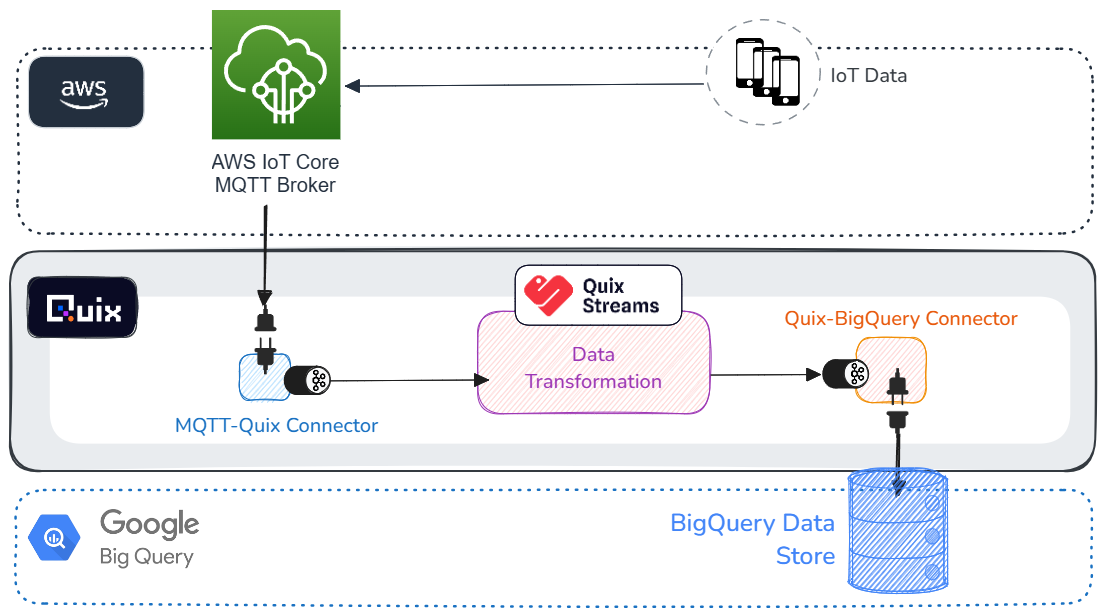 aws
IoT Data
AWS IoT Core
MQTT Broker
Quix
Quix
Streams
Data
Transformation
Quix-BigQuery Connector
MQTT-Quix Connector
Google
Big Query
BigQuery Data
Store